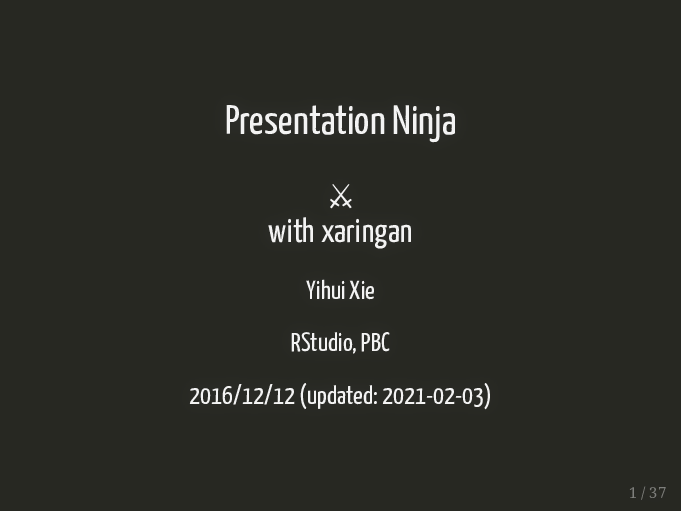 Presentation Ninja
⚔
with xaringan
Yihui Xie
RStudio, PBC
2016/12/12 (updated: 2021-02-03)
1 / 37